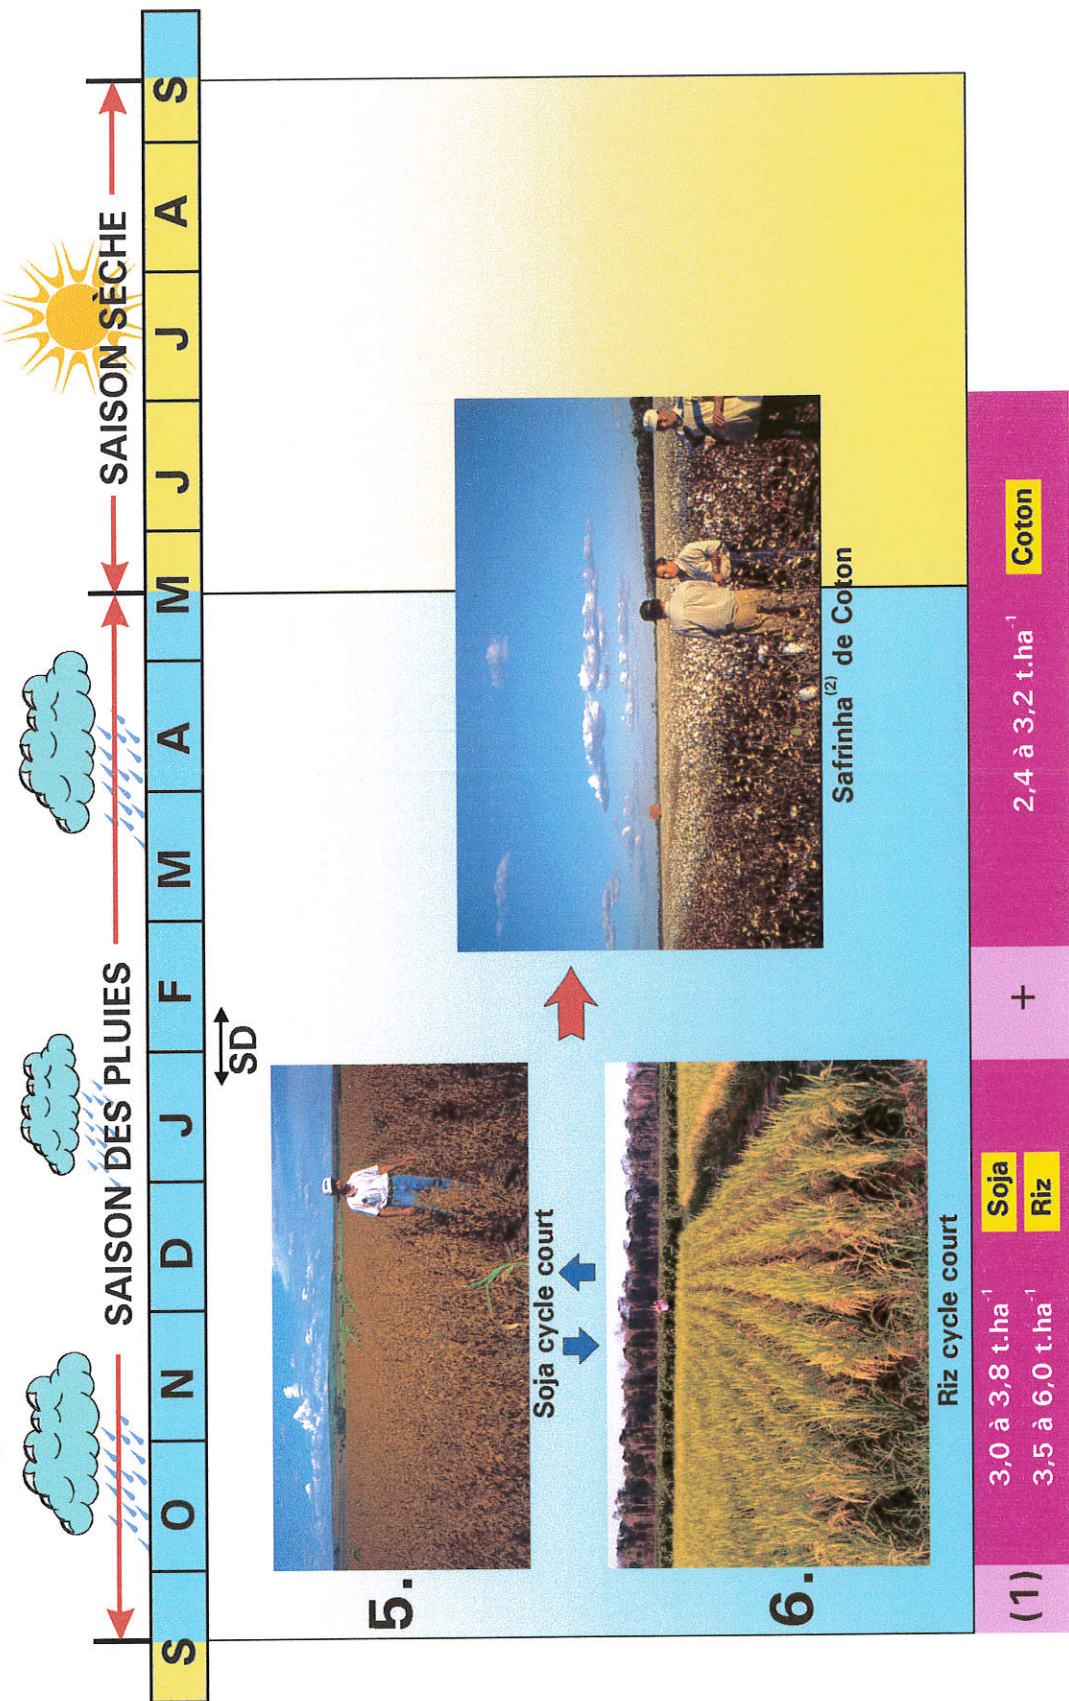 SAISON DES PLUIES
SAISON SÈCHE
S O N D J F M A M J J A S
SD
5.
Soja cycle court
6.
Riz cycle court
Safrinha(2) de Coton
(1)
3,0 à 3,8 t.ha-1 Soja
3,5 à 6,0 t.ha-1 Riz
+
2,4 à 3,2 t.ha-1 Coton